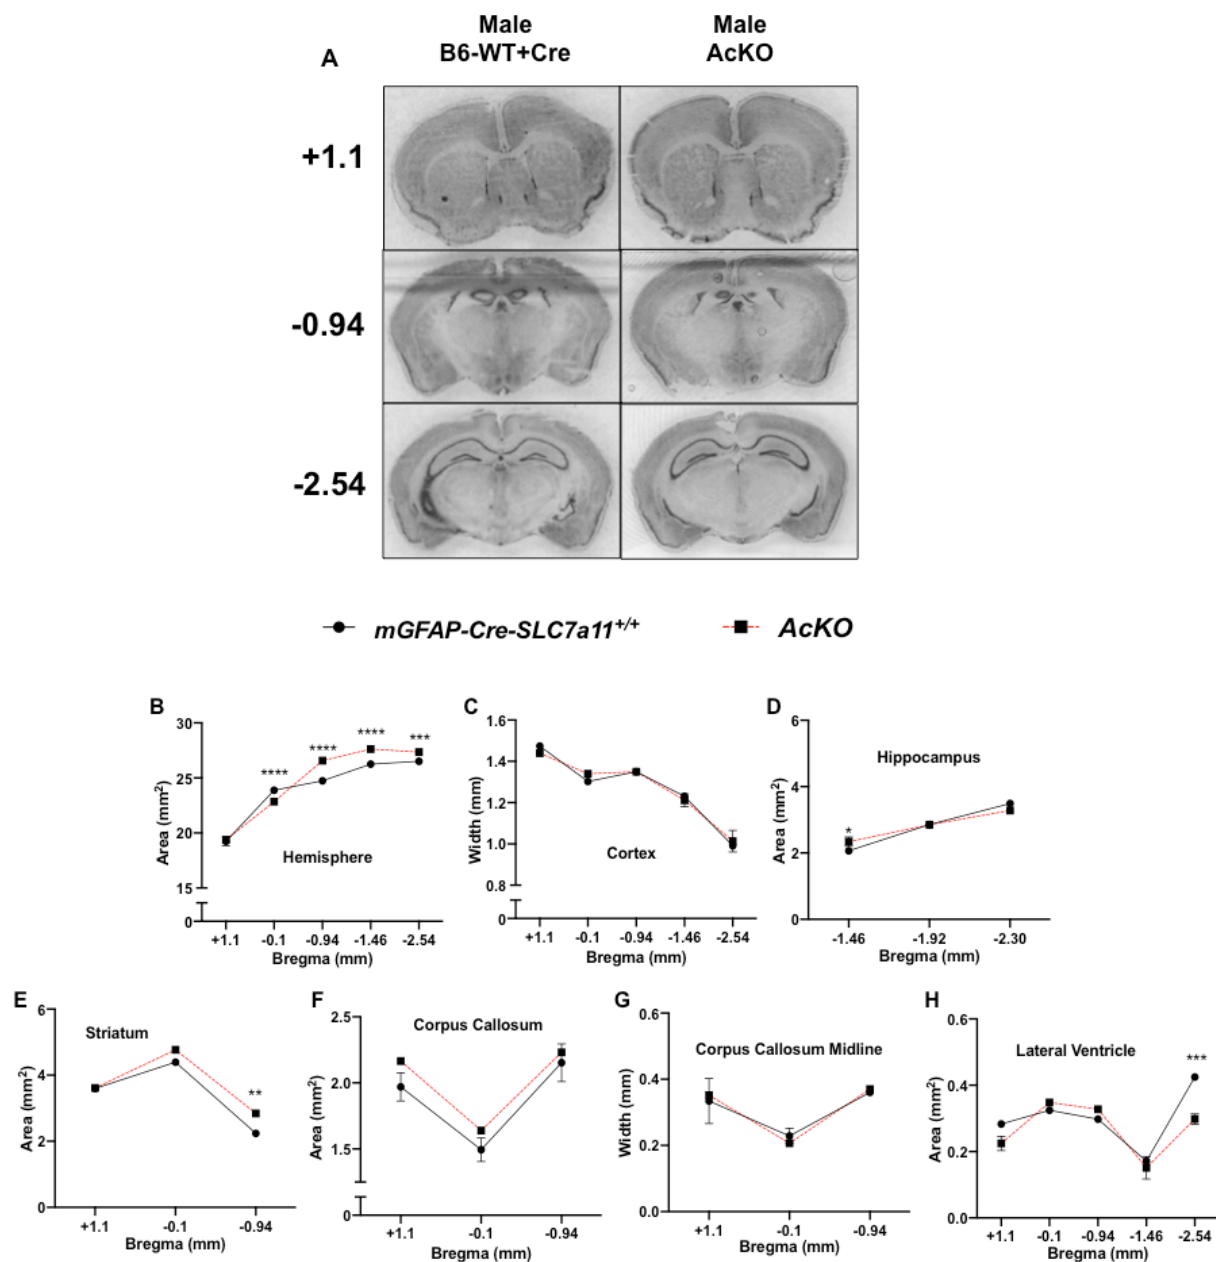 Male
B6-WT+Cre
Male
AcKO
A
+1.1
-0.94
-2.54
mGFAP-Cre-SLC7a11+/+
AcKO
B
30
25
20
15
0
Area (mm²)
****
****
****
***
Hemisphere
+1.1
-0.1
-0.94
-1.46
-2.54
Bregma (mm)
C
1.6
1.4
1.2
1.0
0.8
0
Width (mm)
Cortex
+1.1
-0.1
-0.94
-1.46
-2.54
Bregma (mm)
D
6
4
2
0
Area (mm²)
Hippocampus
*
-1.46
-1.92
-2.30
Bregma (mm)
E
6
4
2
0
Area (mm²)
Striatum
**
+1.1
-0.1
-0.94
Bregma (mm)
F
2.5
2.0
1.5
0
Area (mm²)
Corpus Callosum
+1.1
-0.1
-0.94
Bregma (mm)
G
0.6
0.4
0.2
0.0
Width (mm)
Corpus Callosum Midline
+1.1
-0.1
-0.94
Bregma (mm)
H
0.6
0.4
0.2
0.0
Area (mm²)
Lateral Ventricle
***
+1.1
-0.1
-0.94
-1.46
-2.54
Bregma (mm)